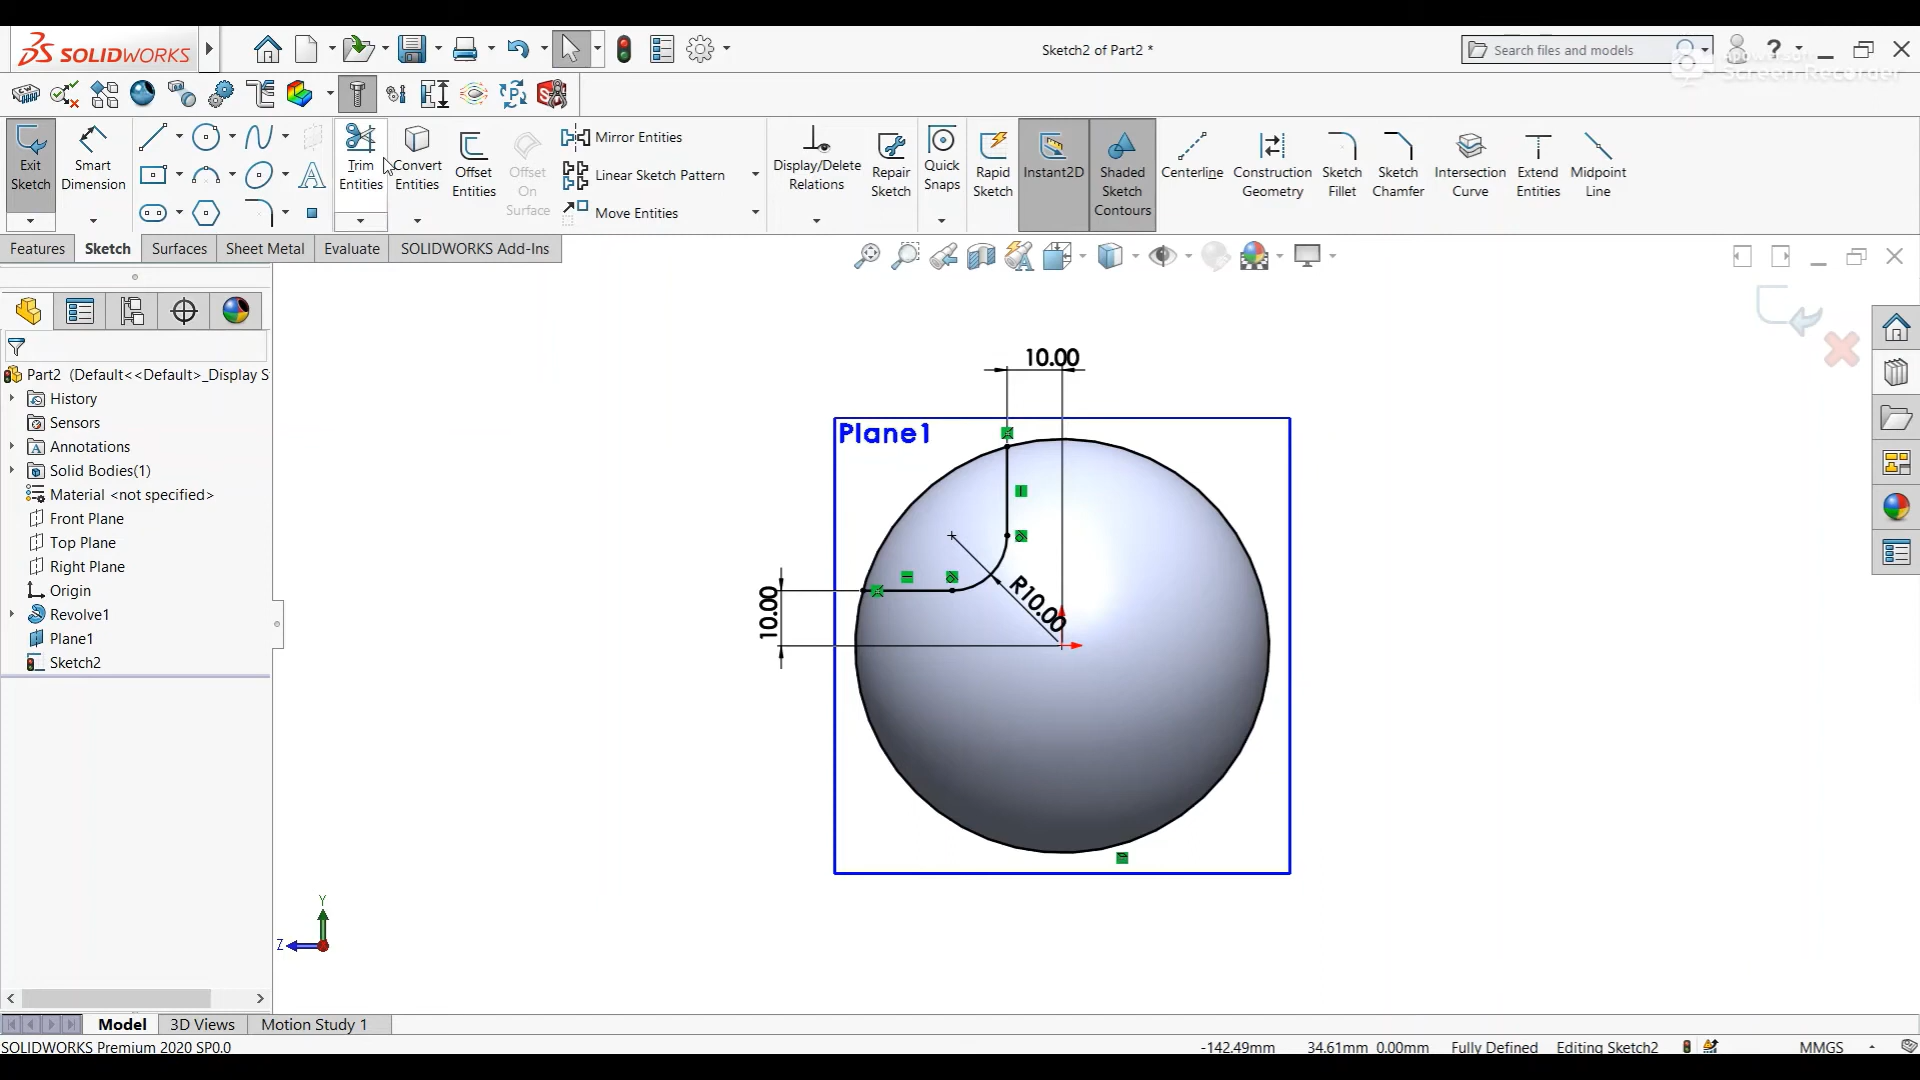 SOLIDWORKS
Sketch2 of Part2 *
Search files and models
Screen Recorder
Exit Sketch
Smart Dimension
Trim Entities
Convert Entities
Offset Entities
Offset On Surface
Mirror Entities
Linear Sketch Pattern
Move Entities
Display/Delete Relations
Repair Sketch
Quick Snaps
Rapid Sketch
Instant2D
Shaded Sketch Contours
Centerline
Construction Geometry
Sketch Fillet
Sketch Chamfer
Intersection Curve
Extend Entities
Midpoint Line
Features
Sketch
Surfaces
Sheet Metal
Evaluate
SOLIDWORKS Add-Ins
Part2 (Default<<Default>_Display S
History
Sensors
Annotations
Solid Bodies(1)
Material <not specified>
Front Plane
Top Plane
Right Plane
Origin
Revolve1
Plane1
Sketch2
10.00
Plane1
R10.00
10.00
Y
Z
Model
3D Views
Motion Study 1
SOLIDWORKS Premium 2020 SP0.0
-142.49mm
34.61mm
0.00mm
Fully Defined
Editing Sketch2
MMGS